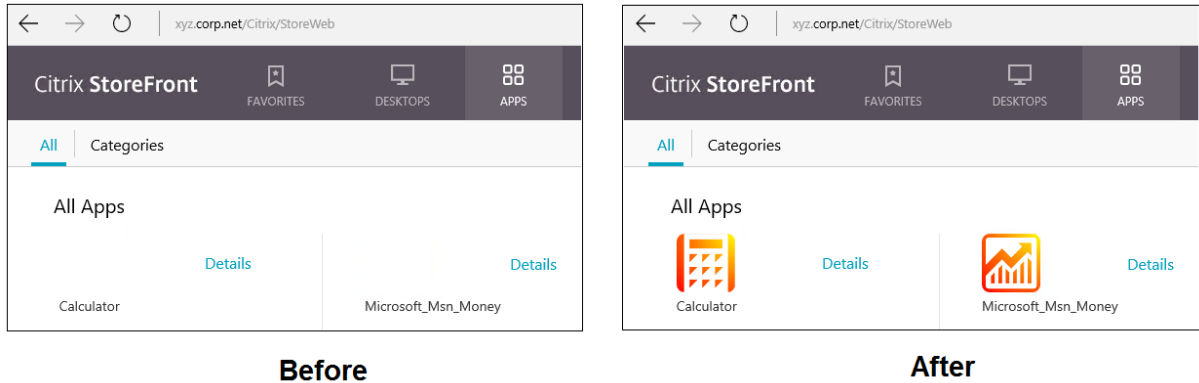 xyz.corp.net/Citrix/StoreWeb
Citrix StoreFront
FAVORITES
DESKTOPS
APPS
All
Categories
All Apps
Details
Details
Calculator
Microsoft_Msn_Money
Before
xyz.corp.net/Citrix/StoreWeb
Citrix StoreFront
FAVORITES
DESKTOPS
APPS
All
Categories
All Apps
Details
Details
Calculator
Microsoft_Msn_Money
After